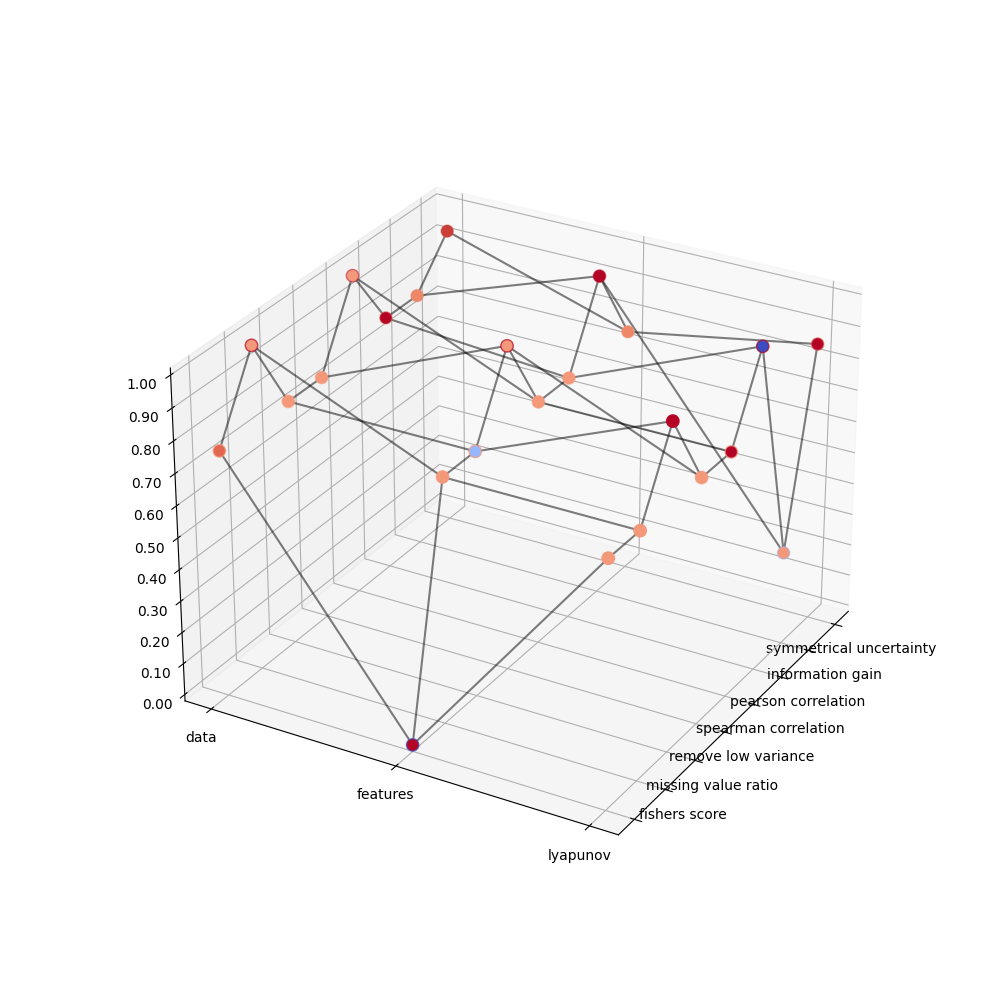 1.00
0.90
0.80
0.70
0.60
0.50
0.40
0.30
0.20
0.10
0.00
data
features
lyapunov
symmetrical uncertainty
information gain
pearson correlation
spearman correlation
remove low variance
missing value ratio
fishers score